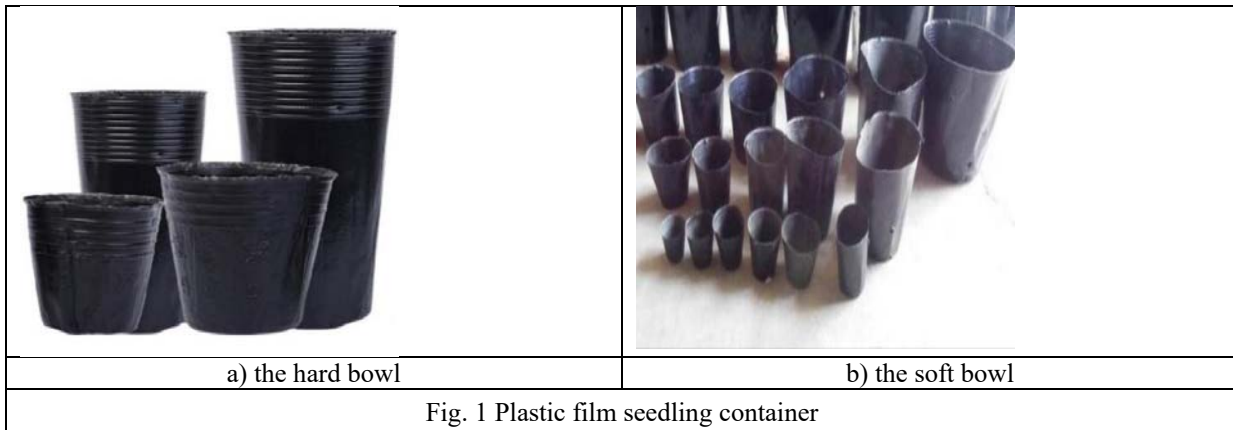 a) the hard bowl
b) the soft bowl
Fig. 1 Plastic film seedling container